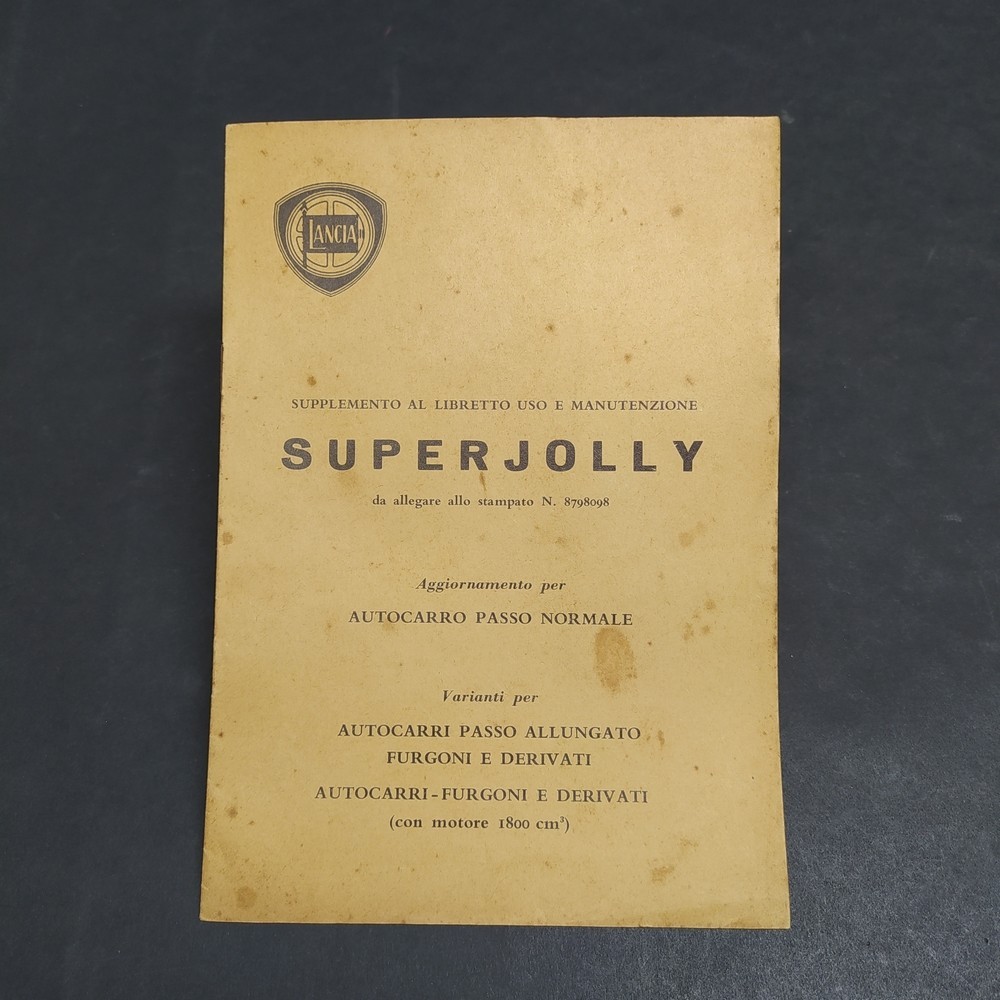 LANCIA
SUPPLEMENTO AL LIBRETTO USO E MANUTENZIONE
SUPERJOLLY
da allegare allo stampato N. 8798098
Aggiornamento per
AUTOCARRO PASSO NORMALE
Varianti per
AUTOCARRI PASSO ALLUNGATO
FURGONI E DERIVATI
AUTOCARRI-FURGONI E DERIVATI
(con motore 1800 cm³)